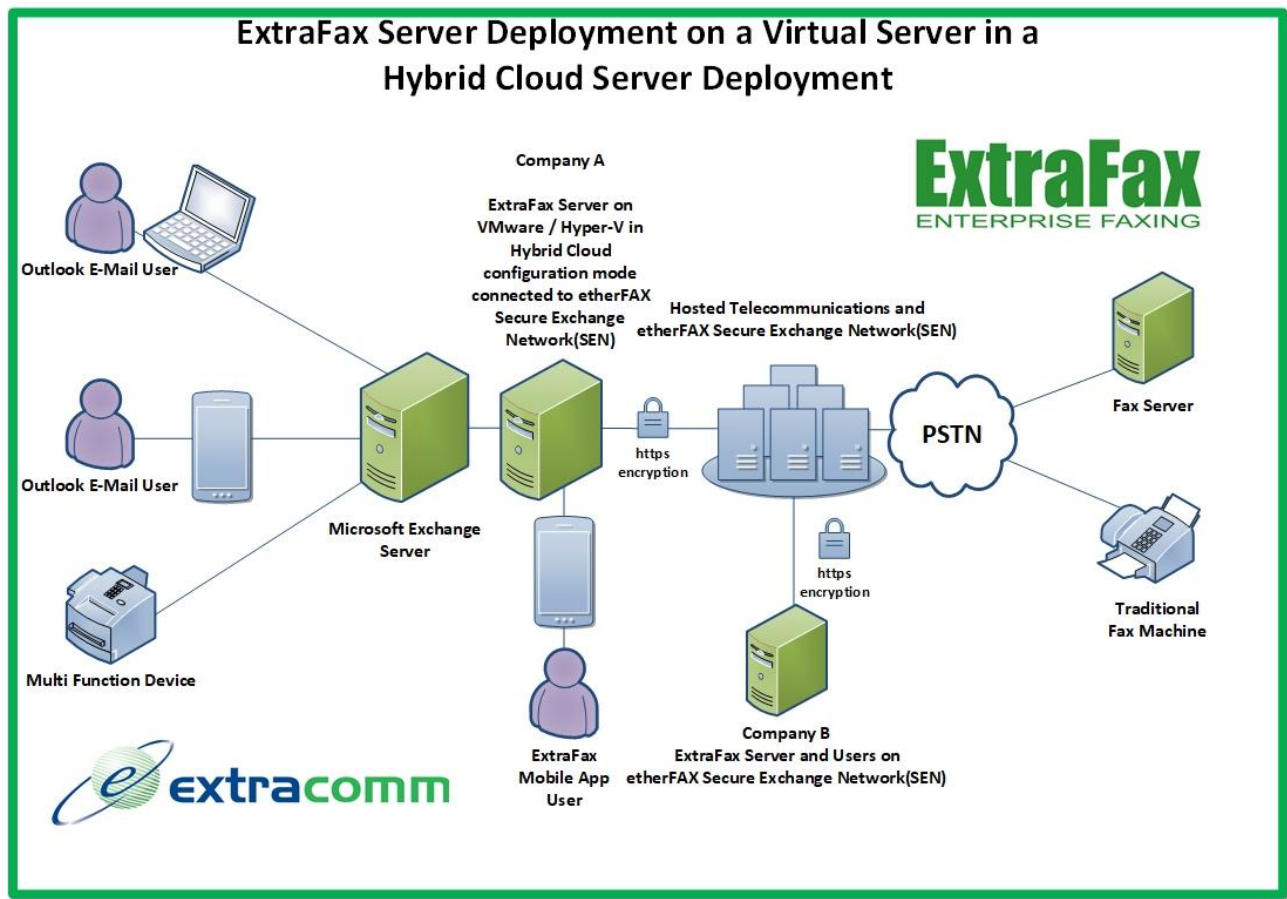 ExtraFax Server Deployment on a Virtual Server in a
Hybrid Cloud Server Deployment
Company A
ExtraFax Server on
VMware / Hyper-V in
Hybrid Cloud
configuration mode
connected to etherFAX
Secure Exchange
Network(SEN)
ExtraFax
ENTERPRISE FAXING
Outlook E-Mail User
Hosted Telecommunications and
etherFAX Secure Exchange Network(SEN)
Fax Server
PSTN
https
encryption
Outlook E-Mail User
Microsoft Exchange
Server
https
encryption
Traditional
Fax Machine
Multi Function Device
Company B
ExtraFax Server and Users on
etherFAX Secure Exchange Network(SEN)
ExtraFax
Mobile App
User
e extracomm